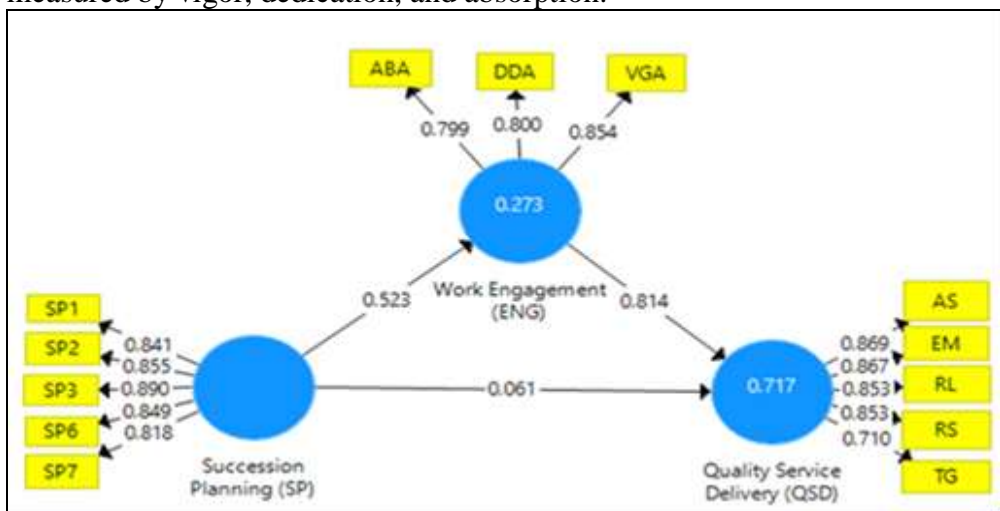 measured by vigor, dedication, and absorption.
ABA
DDA
VGA
0.799
0.800
0.854
0.273
Work Engagement
(ENG)
0.523
0.814
SP1
SP2
SP3
SP6
SP7
0.841
0.855
0.890
0.849
0.818
Succession
Planning (SP)
0.061
0.717
Quality Service
Delivery (QSD)
0.869
0.867
0.853
0.853
0.710
AS
EM
RL
RS
TG